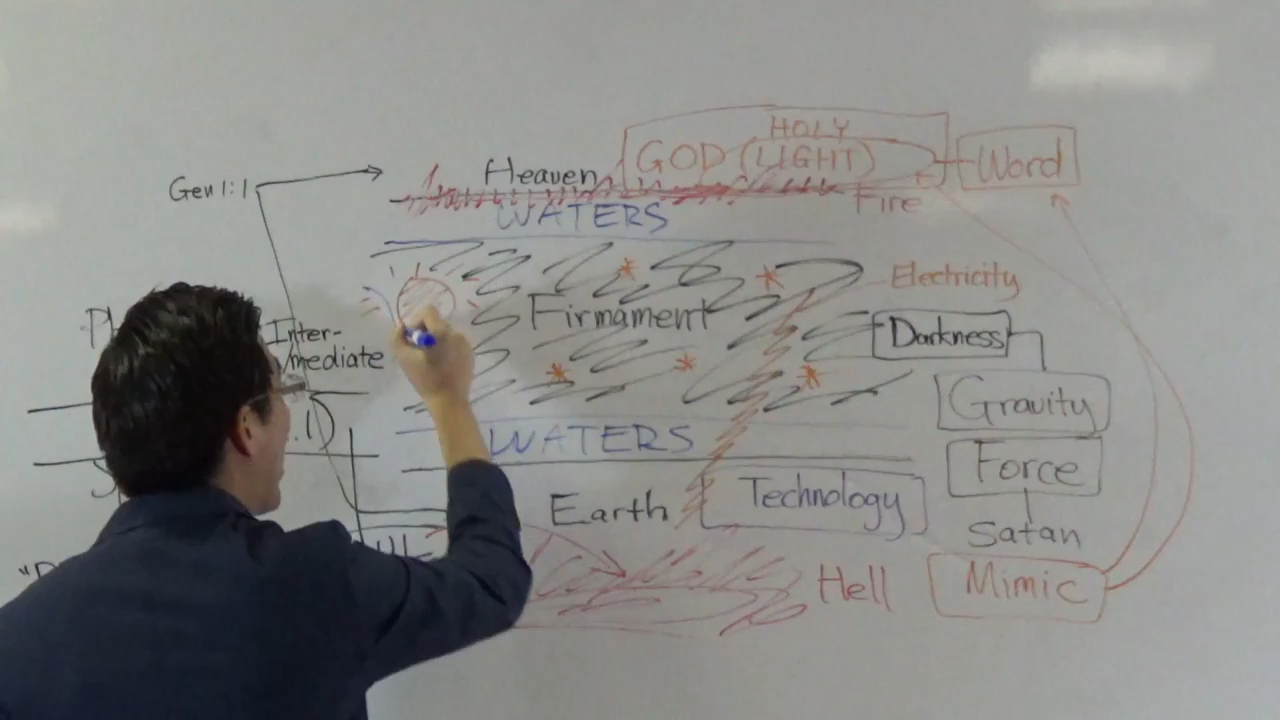 HOLY
Heaven GOD (LIGHT) Word
Gen 1:1
WATERS Fire
Electricity
Firmament
Inter-
mediate
Darkness
Gravity
WATERS
Force
Earth Technology
Satan
Hell Mimic